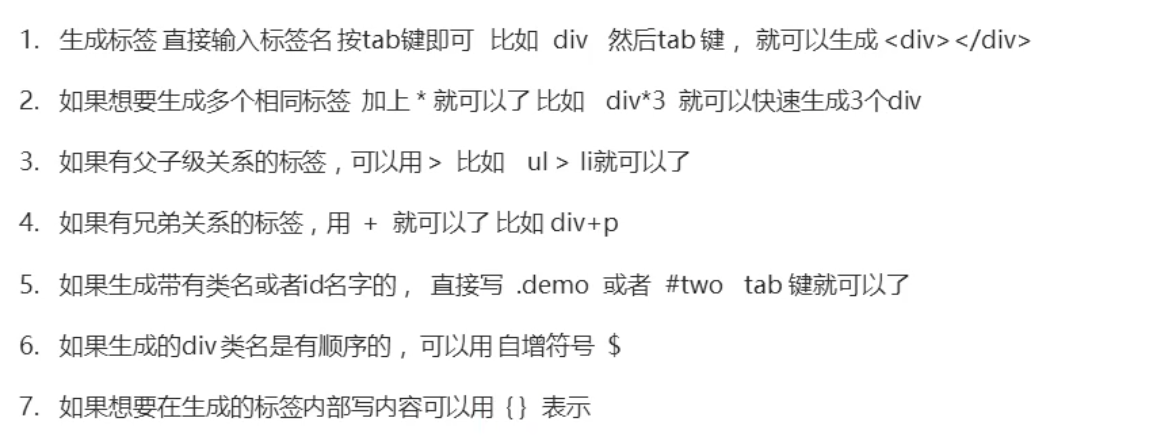 1. 生成标签 直接输入标签名 按tab键即可 比如 div 然后tab 键， 就可以生成 <div></div>
2. 如果想要生成多个相同标签 加上 * 就可以了 比如 div*3 就可以快速生成3个div
3. 如果有父子级关系的标签，可以用 > 比如 ul > li就可以了
4. 如果有兄弟关系的标签，用 + 就可以了 比如 div+p
5. 如果生成带有类名或者id名字的， 直接写 .demo 或者 #two tab 键就可以了
6. 如果生成的div 类名是有顺序的， 可以用 自增符号 $
7. 如果想要在生成的标签内部写内容可以用 { } 表示